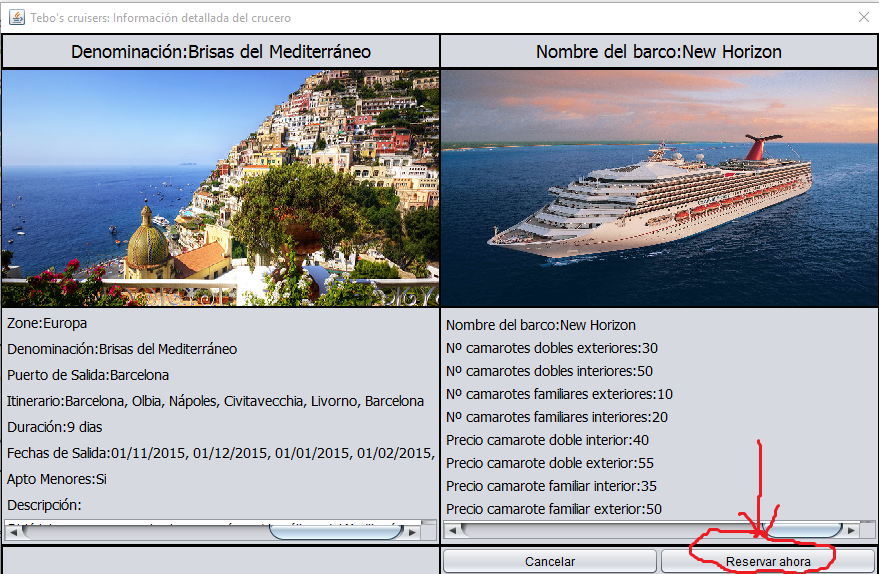 Tebo's cruisers: Información detallada del crucero
Denominación:Brisas del Mediterráneo
Nombre del barco:New Horizon
Zone:Europa
Denominación:Brisas del Mediterráneo
Puerto de Salida:Barcelona
Itinerario:Barcelona, Olbia, Nápoles, Civitavecchia, Livorno, Barcelona
Duración:9 dias
Fechas de Salida:01/11/2015, 01/12/2015, 01/01/2015, 01/02/2015,
Apto Menores:Si
Descripción:
Nombre del barco:New Horizon
Nº camarotes dobles exteriores:30
Nº camarotes dobles interiores:50
Nº camarotes familiares exteriores:10
Nº camarotes familiares interiores:20
Precio camarote doble interior:40
Precio camarote doble exterior:55
Precio camarote familiar interior:35
Precio camarote familiar exterior:50
Cancelar
Reservar ahora